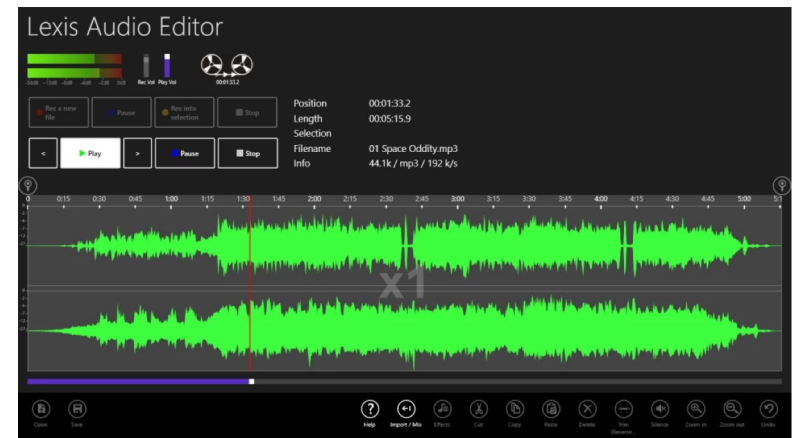 Lexis Audio Editor
Rec Vol Play Vol 00:01:33.2
Rec a new file Pause Rec into selection Stop
Position 00:01:33.2
Length 00:05:15.9
Selection
Filename 01 Space Oddity.mp3
Info 44.1k / mp3 / 192 k/s
< Play > Pause Stop
0 0:15 0:30 0:45 1:00 1:15 1:30 1:45 2:00 2:15 2:30 2:45 3:00 3:15 3:30 3:45 4:00 4:15 4:30 4:45 5:00 5:1
x1
Open Save Help Import / Mix Effects Cut Copy Paste Delete Trim (Reverse... Silence Zoom in Zoom out Undo